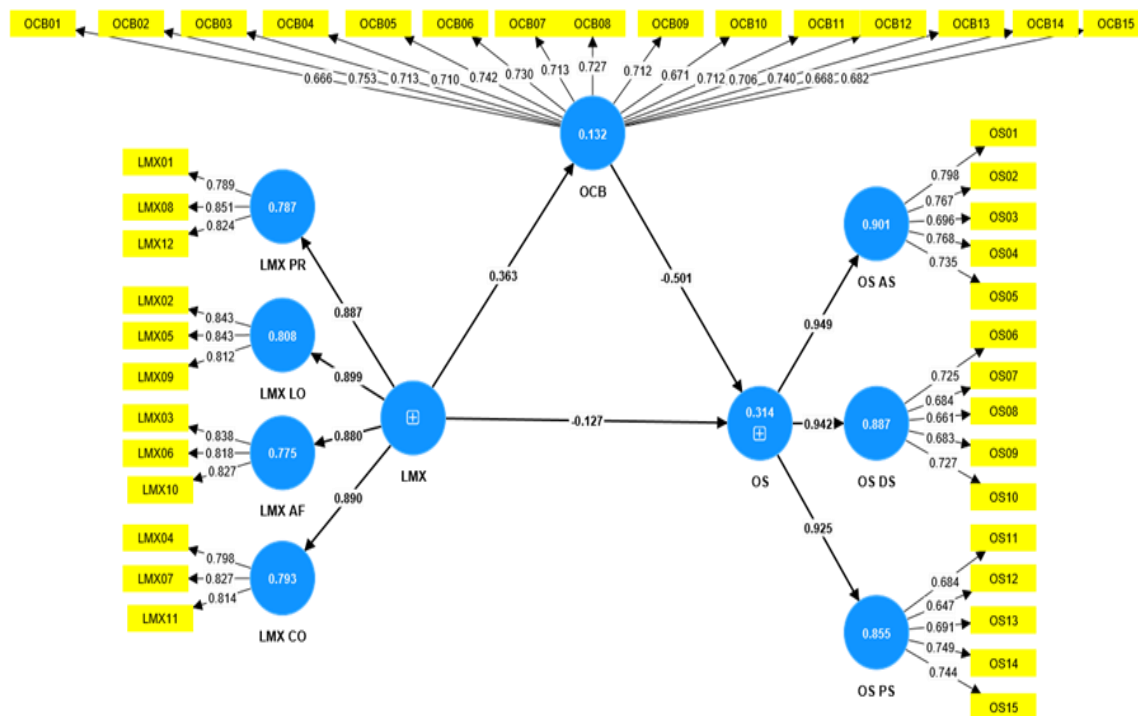 OCB01 OCB02 OCB03 OCB04 OCB05 OCB06 OCB07 OCB08 OCB09 OCB10 OCB11 OCB12 OCB13 OCB14 OCB15
0.666 0.753 0.713 0.710 0.742 0.730 0.713 0.727 0.712 0.671 0.712 0.706 0.740 0.668 0.682
0.132
OCB
LMX01
LMX08
LMX12
0.789
0.851
0.824
0.787
LMX PR
LMX02
LMX05
LMX09
0.843
0.843
0.812
0.808
LMX LO
LMX03
LMX06
LMX10
0.838
0.818
0.827
0.775
LMX AF
LMX04
LMX07
LMX11
0.798
0.827
0.814
0.793
LMX CO
0.887
0.899
0.880
0.890
LMX
0.363
-0.501
-0.127
0.314
OS
0.949
0.942
0.925
0.901
OS AS
0.798
0.767
0.696
0.768
0.735
OS01
OS02
OS03
OS04
OS05
0.887
OS DS
0.725
0.684
0.661
0.683
0.727
OS06
OS07
OS08
OS09
OS10
0.855
OS PS
0.684
0.647
0.691
0.749
0.744
OS11
OS12
OS13
OS14
OS15